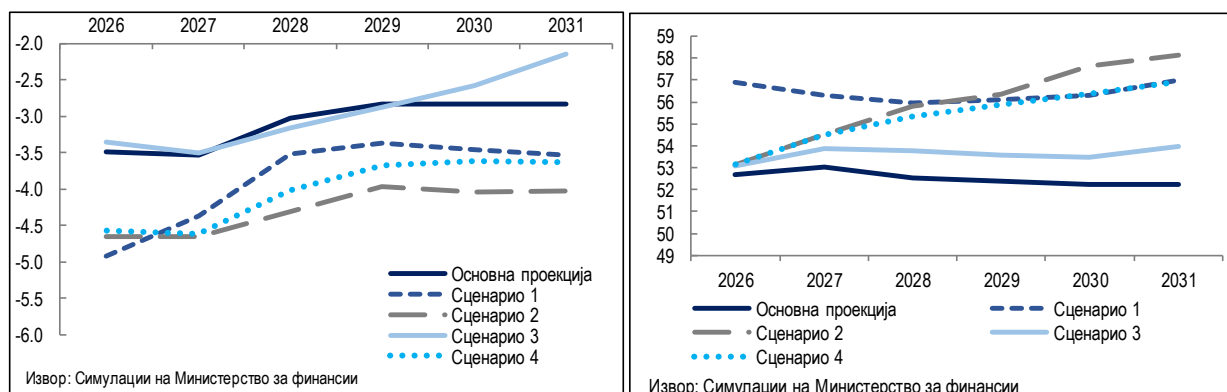 2026 2027 2028 2029 2030 2031
-2.0
-2.5
-3.0
-3.5
-4.0
-4.5
-5.0
-5.5
-6.0
Основна проекција
Сценарио 1
Сценарио 2
Сценарио 3
Сценарио 4
Извор: Симулации на Министерство за финансии
59
58
57
56
55
54
53
52
51
50
49
2026 2027 2028 2029 2030 2031
Основна проекција Сценарио 1
Сценарио 2 Сценарио 3
Сценарио 4
Извор: Симулации на Министерство за финансии